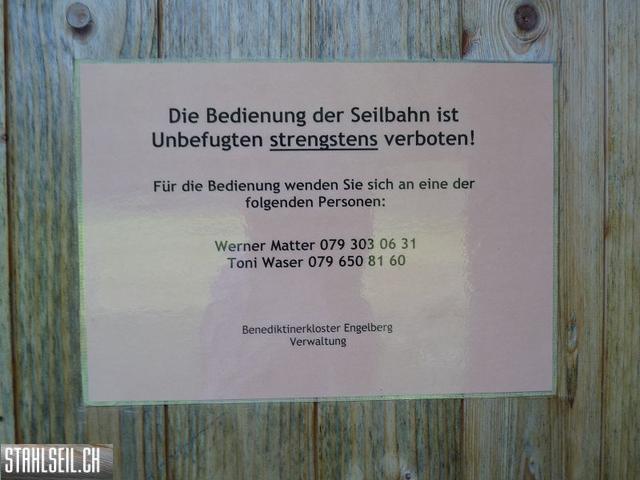 Die Bedienung der Seilbahn ist
Unbefugten strengstens verboten!
Für die Bedienung wenden Sie sich an eine der
folgenden Personen:
Werner Matter 079 303 06 31
Toni Waser 079 650 81 60
Benediktinerkloster Engelberg
Verwaltung
STAHLSEIL.CH